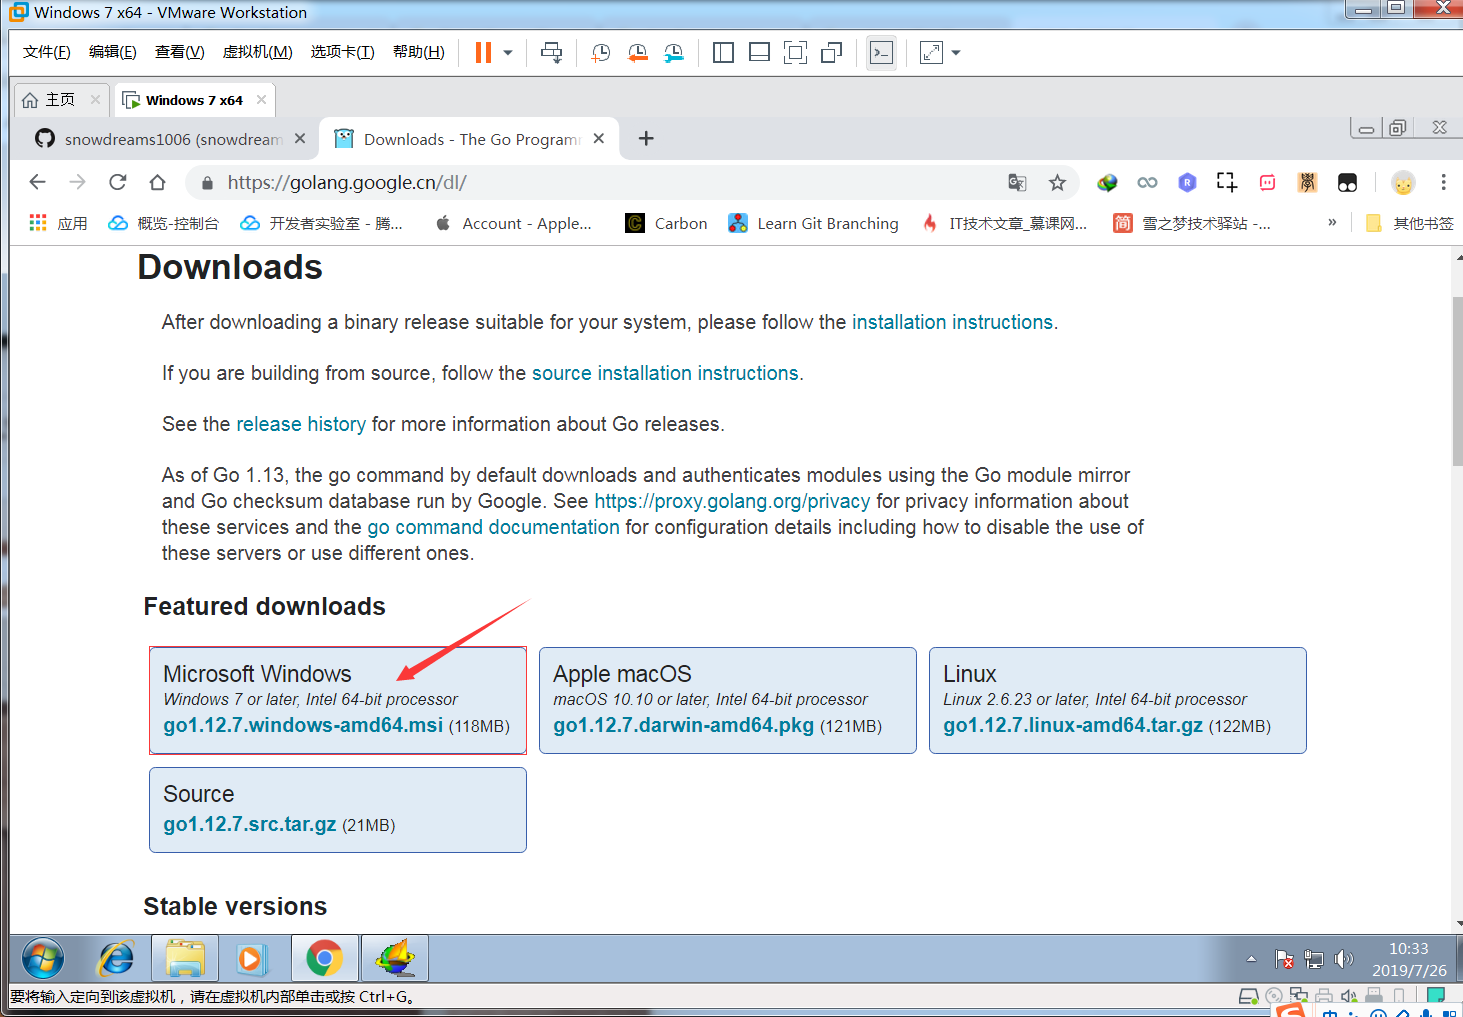 Windows 7 x64 - VMware Workstation
文件(F) 编辑(E) 查看(V) 虚拟机(M) 选项卡(T) 帮助(H)
主页 Windows 7 x64
snowdreams1006 (snowdream Downloads - The Go Program
https://golang.google.cn/dl/
应用 概览-控制台 开发者实验室 - 腾... Account - Apple... Carbon Learn Git Branching IT技术文章_慕课网... 雪之梦技术驿站 -... » 其他书签
Downloads
After downloading a binary release suitable for your system, please follow the installation instructions.
If you are building from source, follow the source installation instructions.
See the release history for more information about Go releases.
As of Go 1.13, the go command by default downloads and authenticates modules using the Go module mirror
and Go checksum database run by Google. See https://proxy.golang.org/privacy for privacy information about
these services and the go command documentation for configuration details including how to disable the use of
these servers or use different ones.
Featured downloads
Microsoft Windows
Windows 7 or later, Intel 64-bit processor
go1.12.7.windows-amd64.msi (118MB)
Apple macOS
macOS 10.10 or later, Intel 64-bit processor
go1.12.7.darwin-amd64.pkg (121MB)
Linux
Linux 2.6.23 or later, Intel 64-bit processor
go1.12.7.linux-amd64.tar.gz (122MB)
Source
go1.12.7.src.tar.gz (21MB)
Stable versions
10:33
2019/7/26
要将输入定向到该虚拟机，请在虚拟机内部单击或按 Ctrl+G。